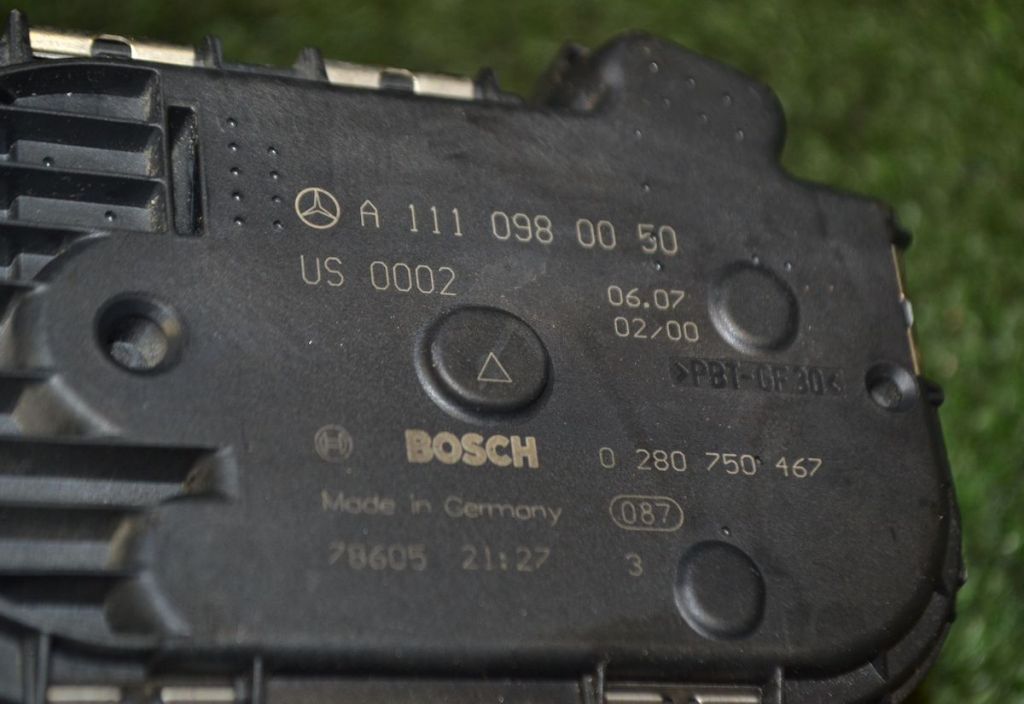 A 111 098 00 50
US 0002
06.07
02/00
>PBT-GF30<
BOSCH 0 280 750 467
Made in Germany 087
78605 21:27 3